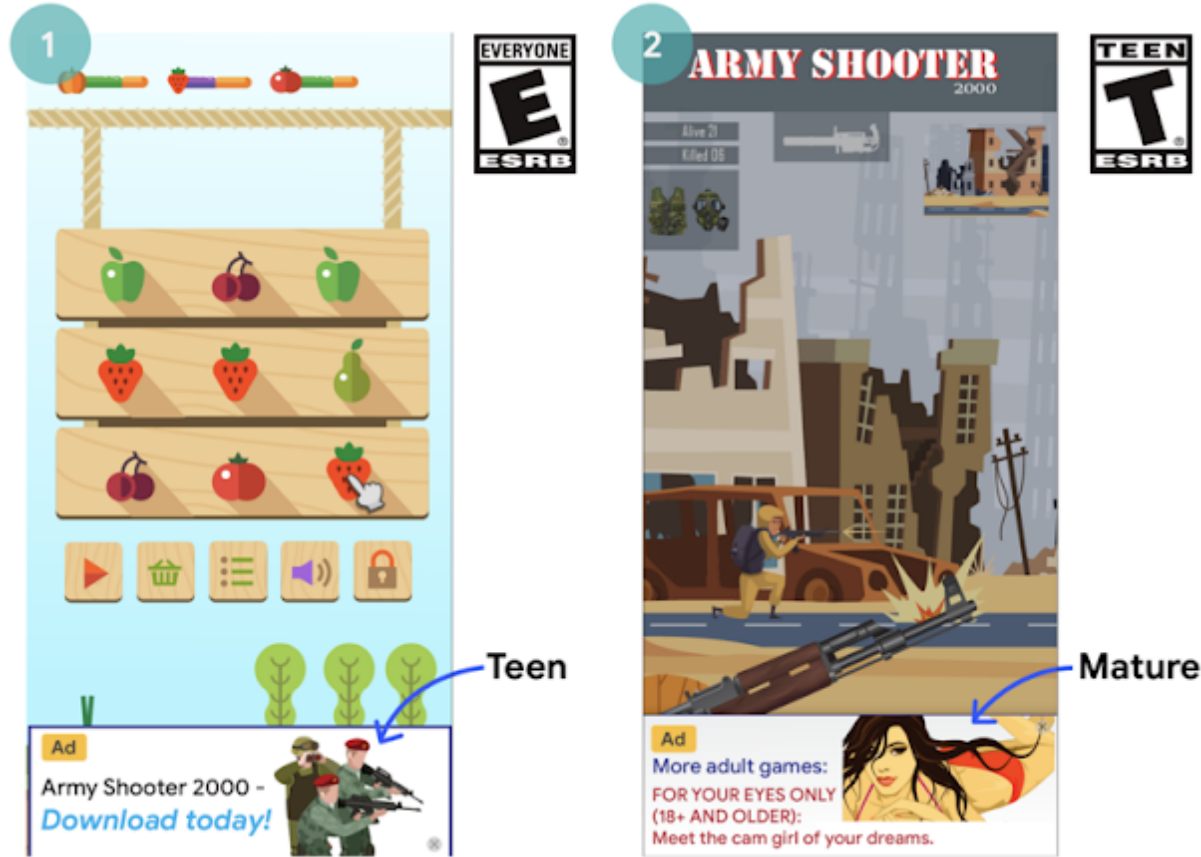 1
EVERYONE
E
ESRB
Teen
Ad
Army Shooter 2000 -
Download today!
2
ARMY SHOOTER
2000
TEEN
T
ESRB
Alive 21
Killed 06
Mature
Ad
More adult games:
FOR YOUR EYES ONLY
(18+ AND OLDER):
Meet the cam girl of your dreams.